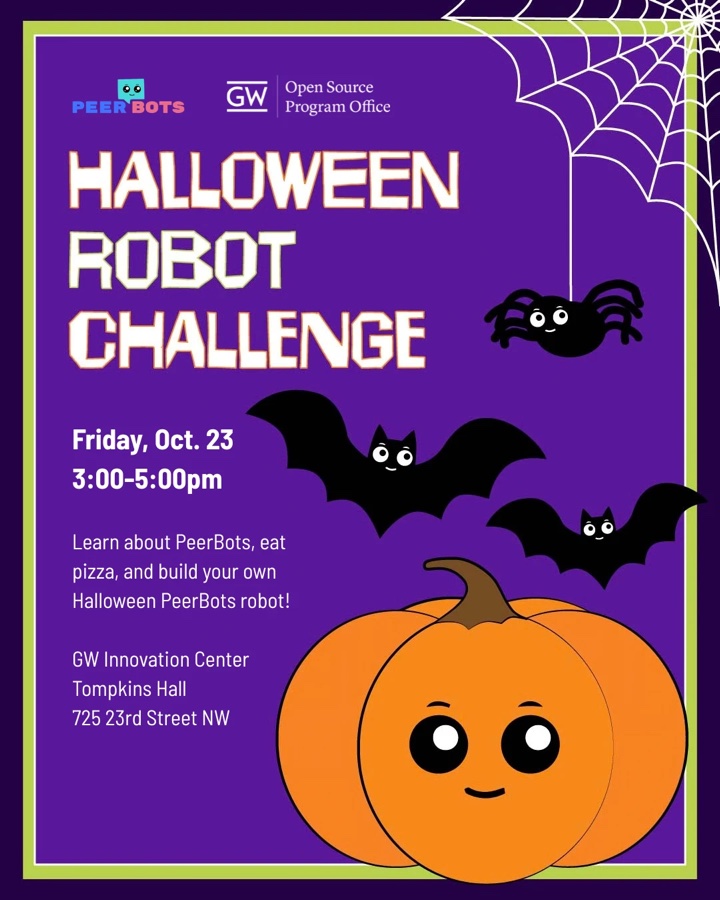 PEERBOTS
GW
Open Source
Program Office
HALLOWEEN
ROBOT
CHALLENGE
Friday, Oct. 23
3:00-5:00pm
Learn about PeerBots, eat
pizza, and build your own
Halloween PeerBots robot!
GW Innovation Center
Tompkins Hall
725 23rd Street NW